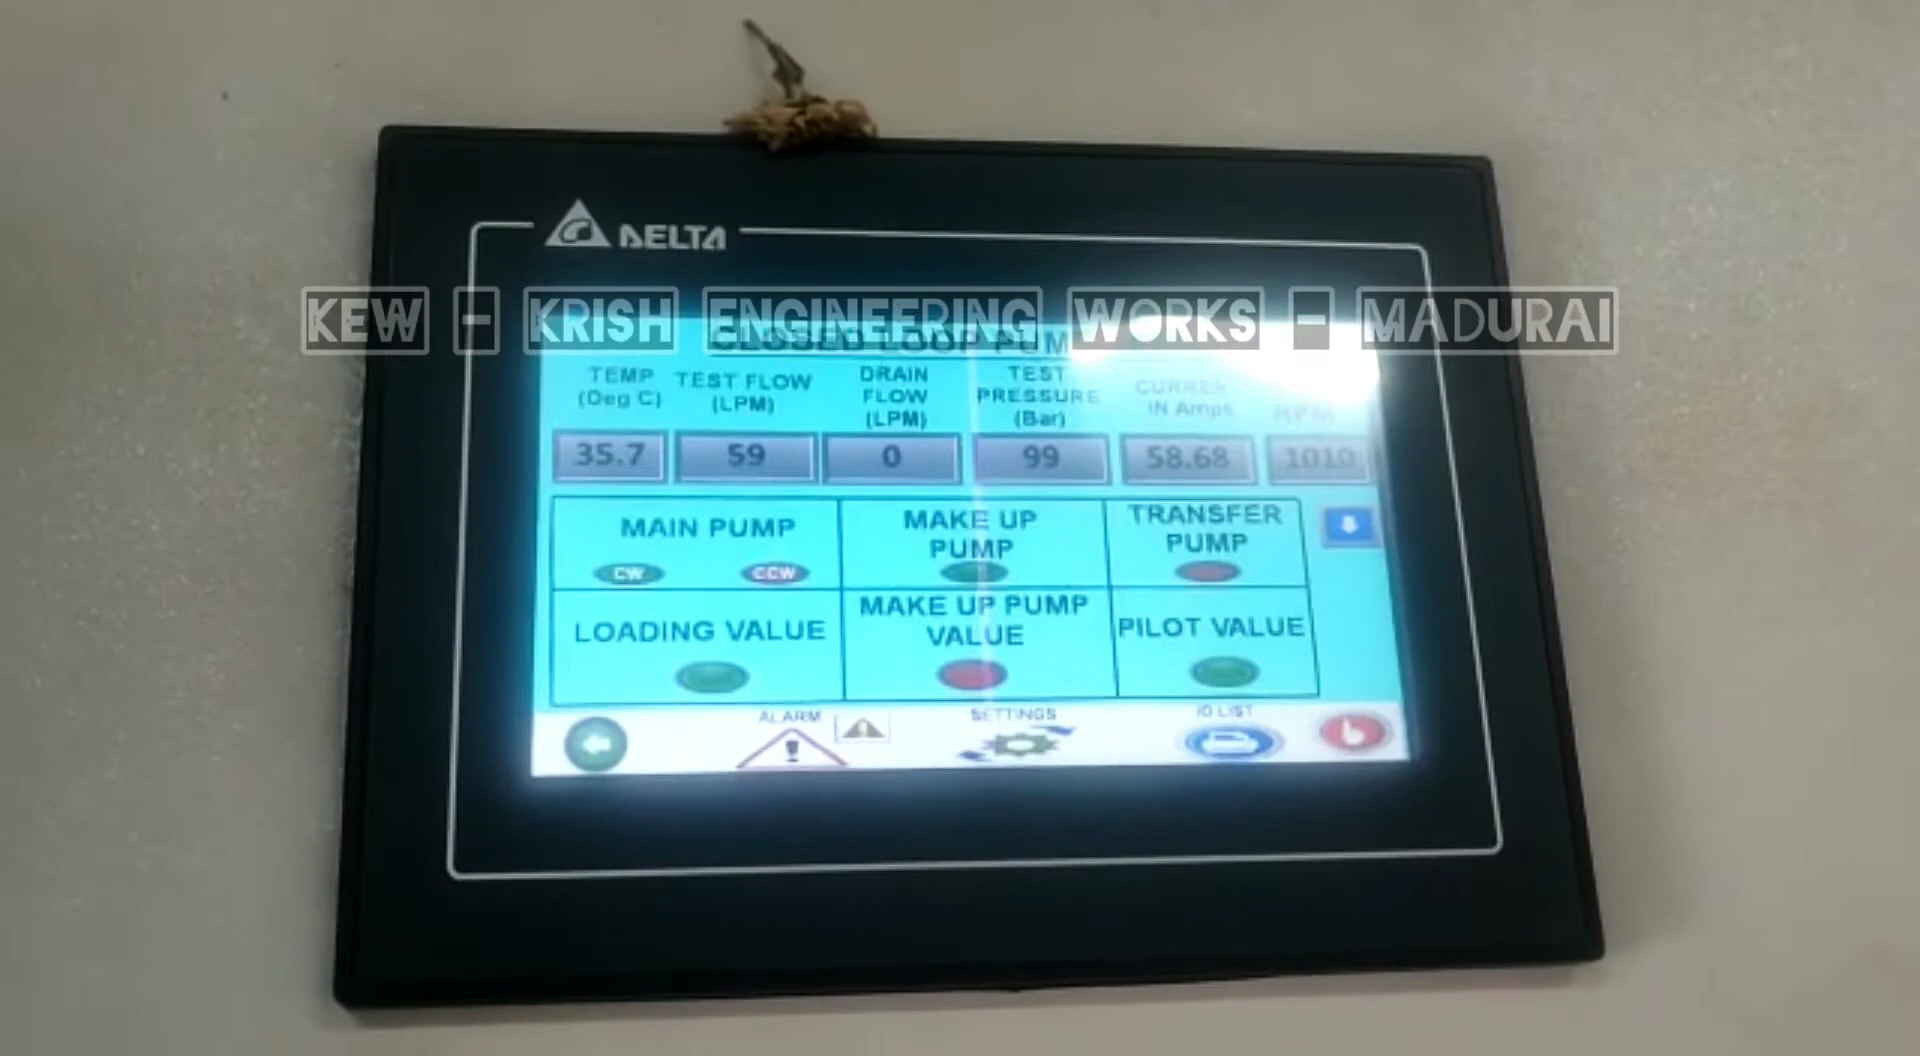 DELTA
KEW - KRISH ENGINEERING WORKS - MADURAI
CLOSED LOOP
TEMP (Deg C)
TEST FLOW (LPM)
DRAIN FLOW (LPM)
TEST PRESSURE (Bar)
IN Amps
RPM
35.7 59 0 99 58.68 1010
MAIN PUMP
CW CCW
MAKE UP PUMP
TRANSFER PUMP
LOADING VALUE
MAKE UP PUMP VALUE
PILOT VALUE
ALARM
SETTINGS
IO LIST